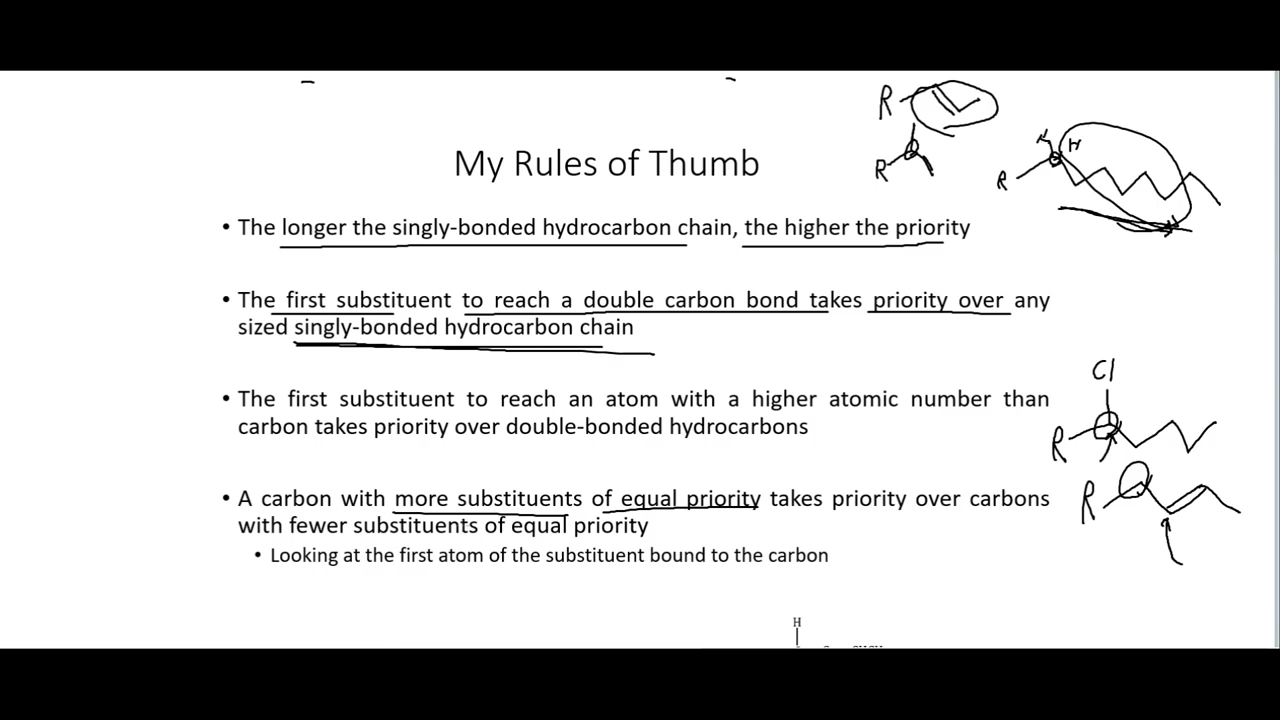 R
R
H
H
R
My Rules of Thumb
• The longer the singly-bonded hydrocarbon chain, the higher the priority
• The first substituent to reach a double carbon bond takes priority over any
sized singly-bonded hydrocarbon chain
Cl
• The first substituent to reach an atom with a higher atomic number than
carbon takes priority over double-bonded hydrocarbons
R
• A carbon with more substituents of equal priority takes priority over carbons
with fewer substituents of equal priority
R
• Looking at the first atom of the substituent bound to the carbon
H